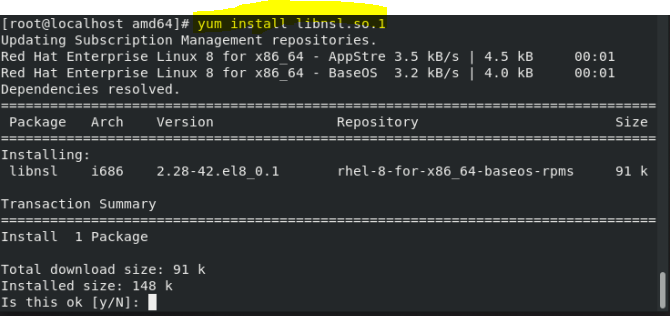 [root@localhost amd64]# yum install libnsl.so.1
Updating Subscription Management repositories.
Red Hat Enterprise Linux 8 for x86_64 - AppStre 3.5 kB/s | 4.5 kB     00:01
Red Hat Enterprise Linux 8 for x86_64 - BaseOS  3.2 kB/s | 4.0 kB     00:01
Dependencies resolved.
================================================================================
 Package   Arch    Version               Repository                        Size
================================================================================
Installing:
 libnsl    i686    2.28-42.el8_0.1       rhel-8-for-x86_64-baseos-rpms     91 k

Transaction Summary
================================================================================
Install  1 Package

Total download size: 91 k
Installed size: 148 k
Is this ok [y/N]: